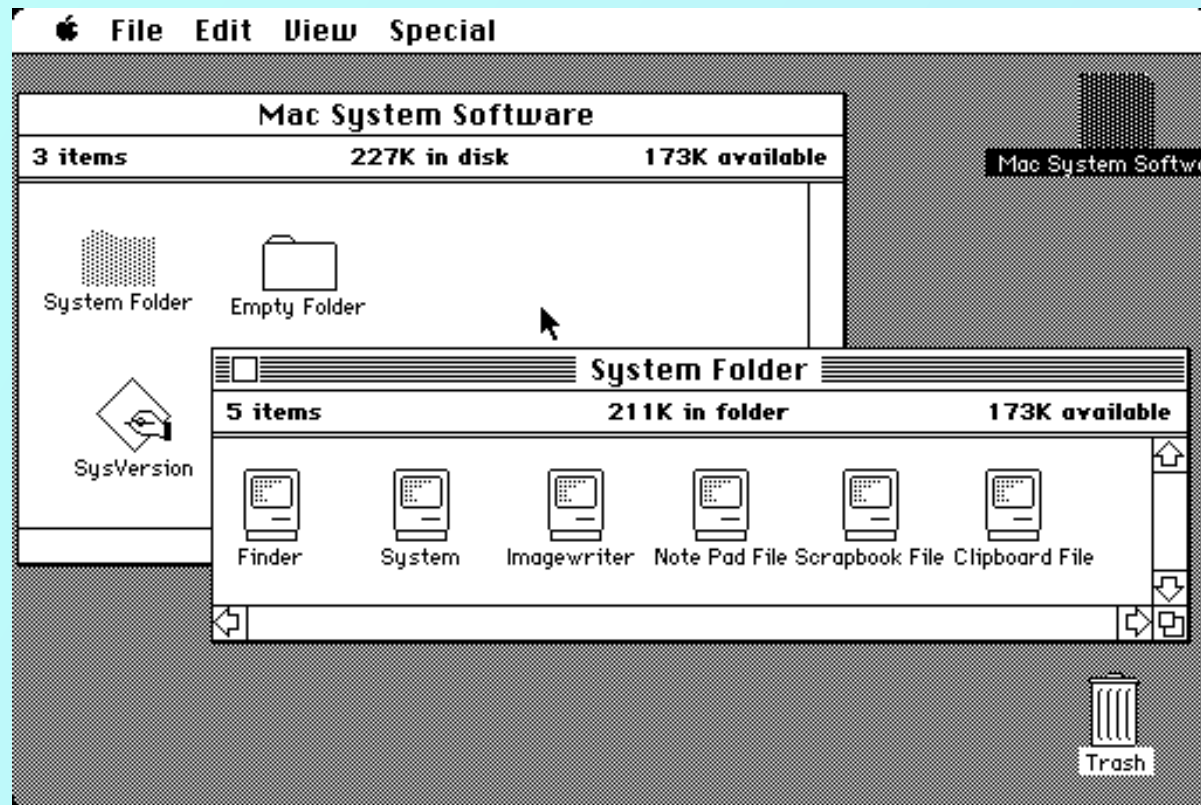 File Edit View Special
Mac System Software
3 items 227K in disk 173K available
Mac System Softwa
System Folder Empty Folder
SysVersion
System Folder
5 items 211K in folder 173K available
Finder System Imagewriter Note Pad File Scrapbook File Clipboard File
Trash